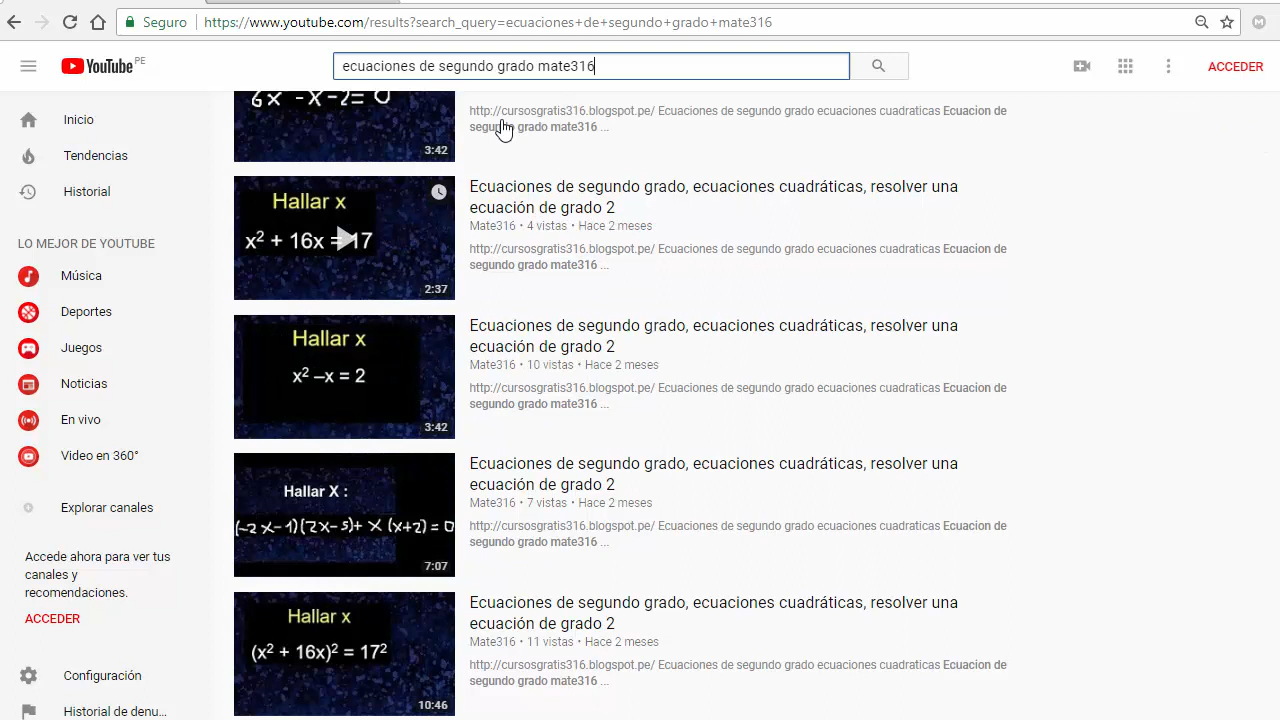 Seguro
https://www.youtube.com/results?search_query=ecuaciones+de+segundo+grado+mate316
YouTube PE
ecuaciones de segundo grado mate316
ACCEDER
Inicio
Tendencias
Historial
LO MEJOR DE YOUTUBE
Música
Deportes
Juegos
Noticias
En vivo
Video en 360°
Explorar canales
Accede ahora para ver tus
canales y
recomendaciones.
ACCEDER
Configuración
Historial de denu...
6x -x-2= 0
3:42
http://cursosgratis316.blogspot.pe/ Ecuaciones de segundo grado ecuaciones cuadraticas Ecuacion de
segundo grado mate316 ...
Hallar x
x² + 16x = 17
2:37
Ecuaciones de segundo grado, ecuaciones cuadráticas, resolver una
ecuación de grado 2
Mate316 • 4 vistas • Hace 2 meses
http://cursosgratis316.blogspot.pe/ Ecuaciones de segundo grado ecuaciones cuadraticas Ecuacion de
segundo grado mate316 ...
Hallar x
x² –x = 2
3:42
Ecuaciones de segundo grado, ecuaciones cuadráticas, resolver una
ecuación de grado 2
Mate316 • 10 vistas • Hace 2 meses
http://cursosgratis316.blogspot.pe/ Ecuaciones de segundo grado ecuaciones cuadraticas Ecuacion de
segundo grado mate316 ...
Hallar X :
(-2x-1)(7x-5)+ x (x+2) = 0
7:07
Ecuaciones de segundo grado, ecuaciones cuadráticas, resolver una
ecuación de grado 2
Mate316 • 7 vistas • Hace 2 meses
http://cursosgratis316.blogspot.pe/ Ecuaciones de segundo grado ecuaciones cuadraticas Ecuacion de
segundo grado mate316 ...
Hallar x
(x² + 16x)² = 17²
10:46
Ecuaciones de segundo grado, ecuaciones cuadráticas, resolver una
ecuación de grado 2
Mate316 • 11 vistas • Hace 2 meses
http://cursosgratis316.blogspot.pe/ Ecuaciones de segundo grado ecuaciones cuadraticas Ecuacion de
segundo grado mate316 ...